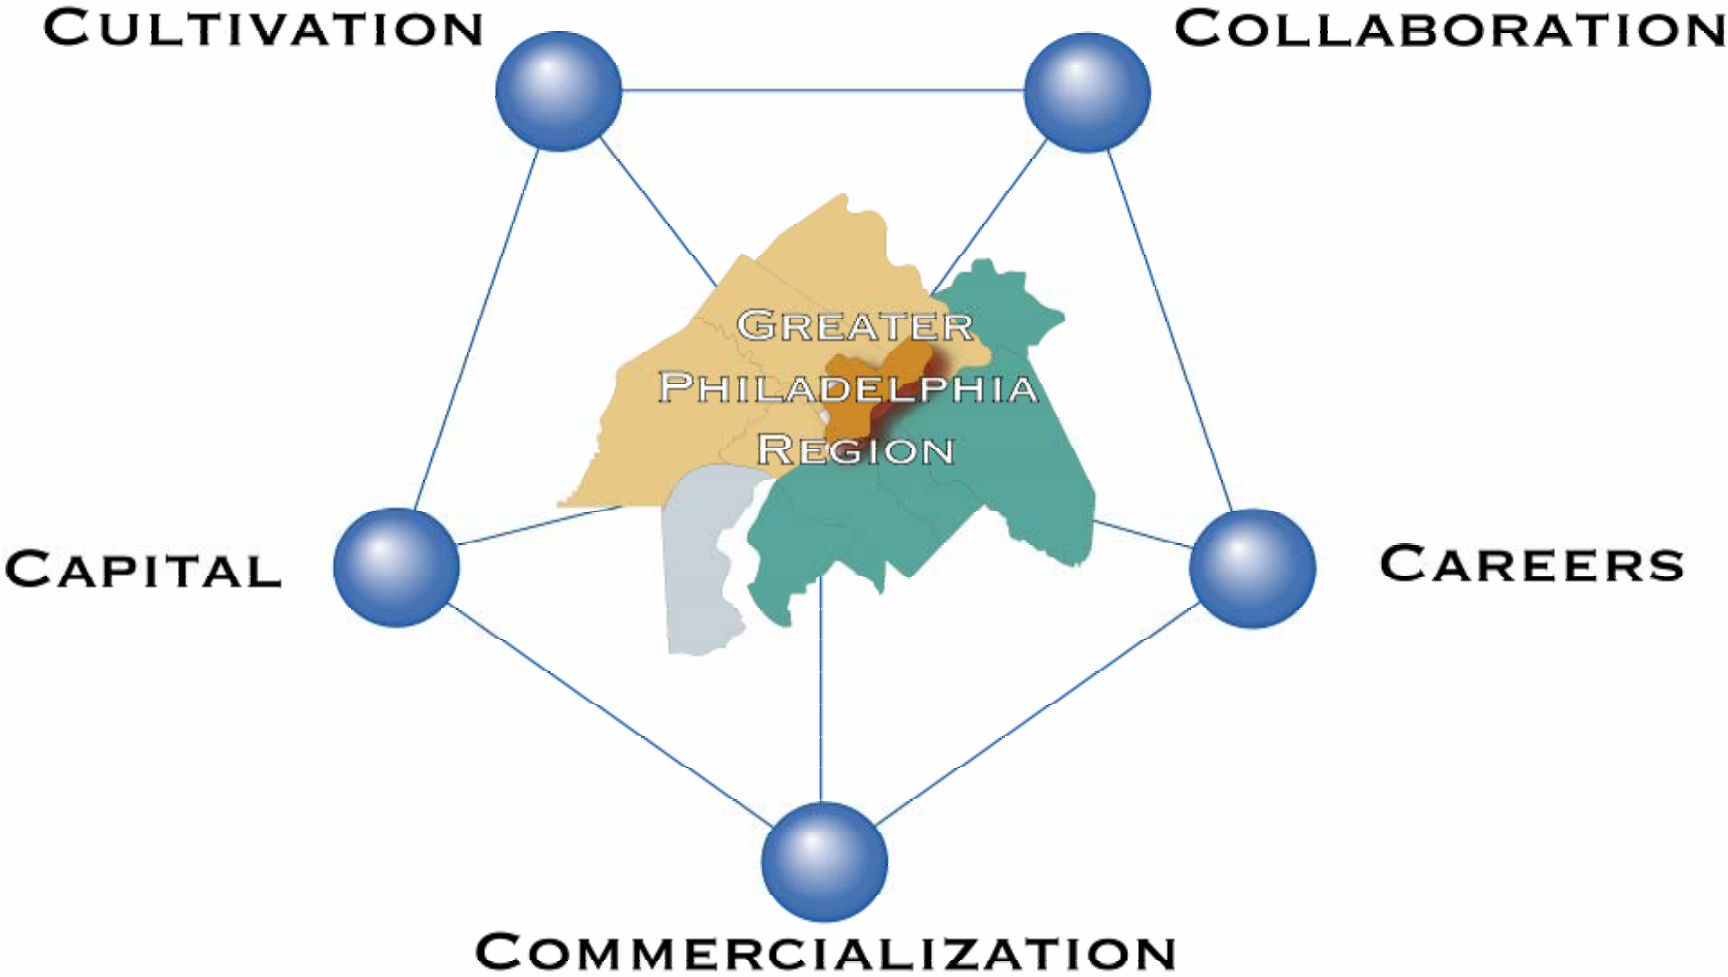 CULTIVATION
COLLABORATION
GREATER
PHILADELPHIA
REGION
CAPITAL
CAREERS
COMMERCIALIZATION